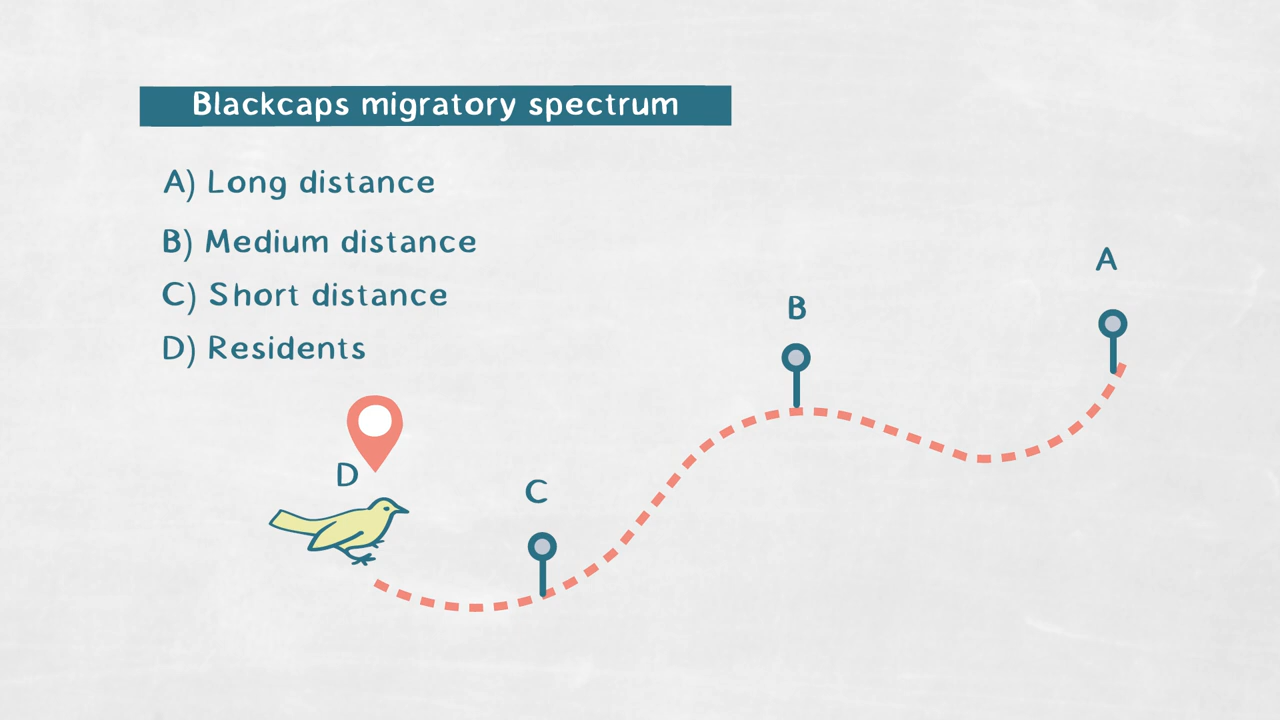 Blackcaps migratory spectrum
A) Long distance
B) Medium distance
C) Short distance
D) Residents
A
B
D
C